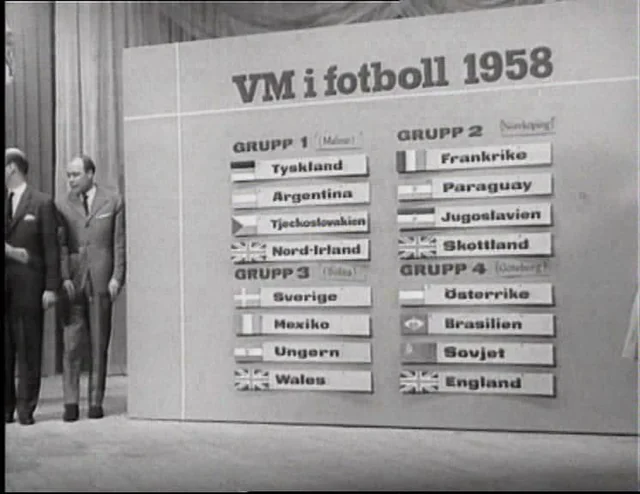 VM i fotboll 1958
GRUPP 1 (Malmö)
Tyskland
Argentina
Tjeckoslovakien
Nord-Irland
GRUPP 2 (Norrköping)
Frankrike
Paraguay
Jugoslavien
Skottland
GRUPP 3 (Solna)
Sverige
Mexiko
Ungern
Wales
GRUPP 4 (Göteborg)
Österrike
Brasilien
Sovjet
England